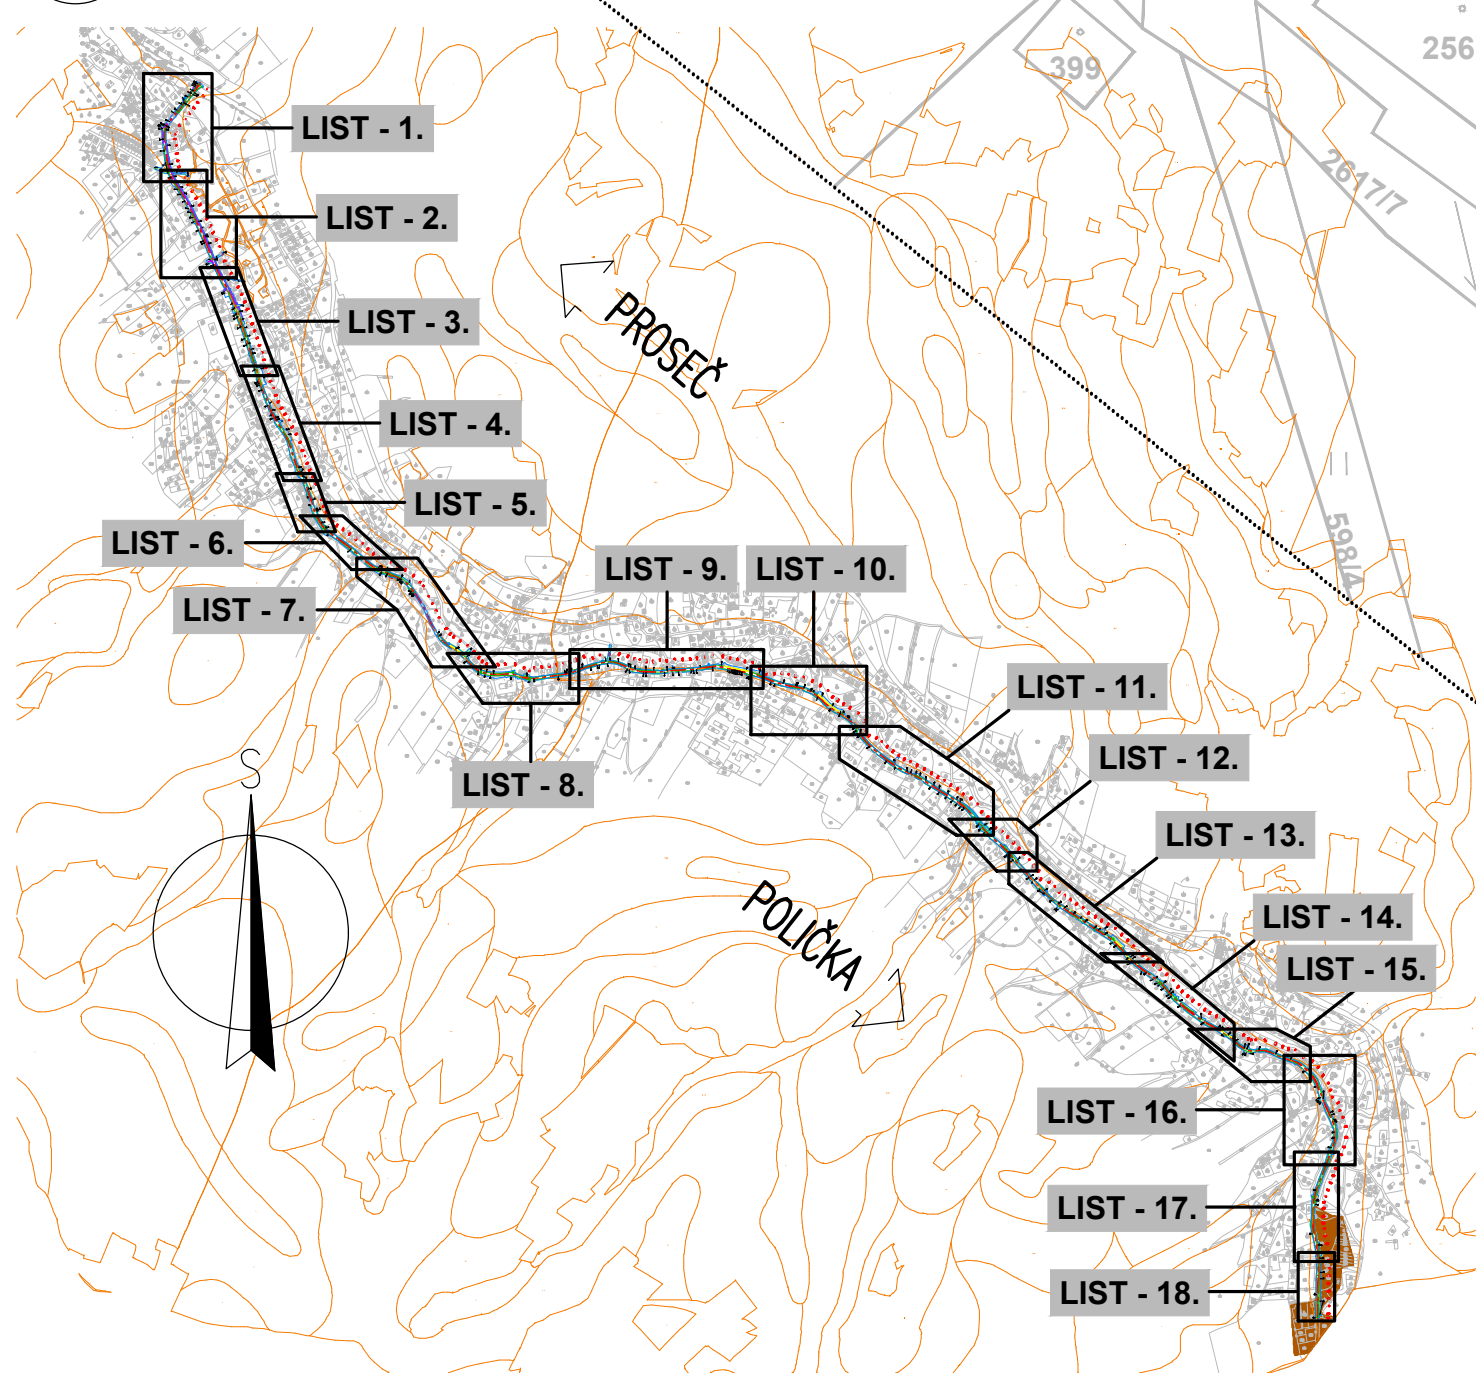 399
256
2617/7
598/4
LIST - 1.
LIST - 2.
LIST - 3.
LIST - 4.
LIST - 5.
LIST - 6.
LIST - 7.
LIST - 8.
LIST - 9.
LIST - 10.
LIST - 11.
LIST - 12.
LIST - 13.
LIST - 14.
LIST - 15.
LIST - 16.
LIST - 17.
LIST - 18.
PROSEČ
POLIČKA
S